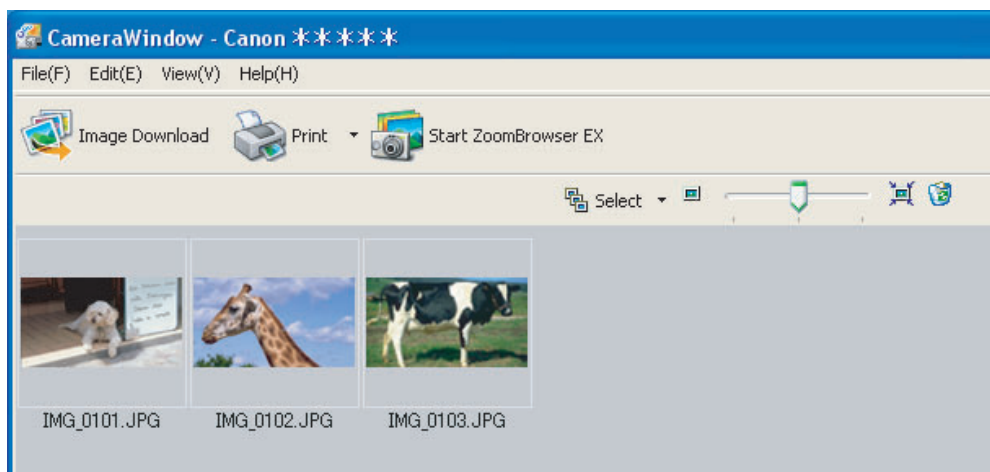 CameraWindow - Canon *****
File(F) Edit(E) View(V) Help(H)
Image Download Print Start ZoomBrowser EX
Select
IMG_0101.JPG IMG_0102.JPG IMG_0103.JPG